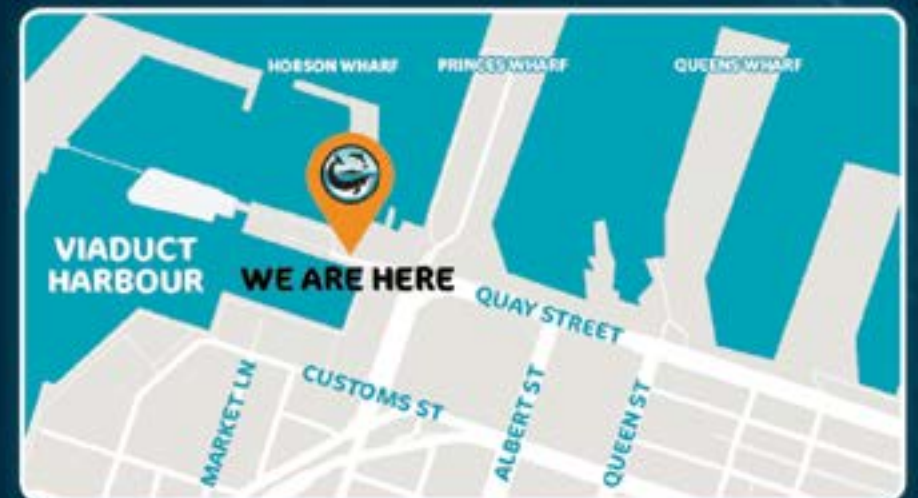 HOBSON WHARF
PRINCES WHARF
QUEENS WHARF
VIADUCT
HARBOUR
WE ARE HERE
QUAY STREET
CUSTOMS ST
MARKET LN
ALBERT ST
QUEEN ST